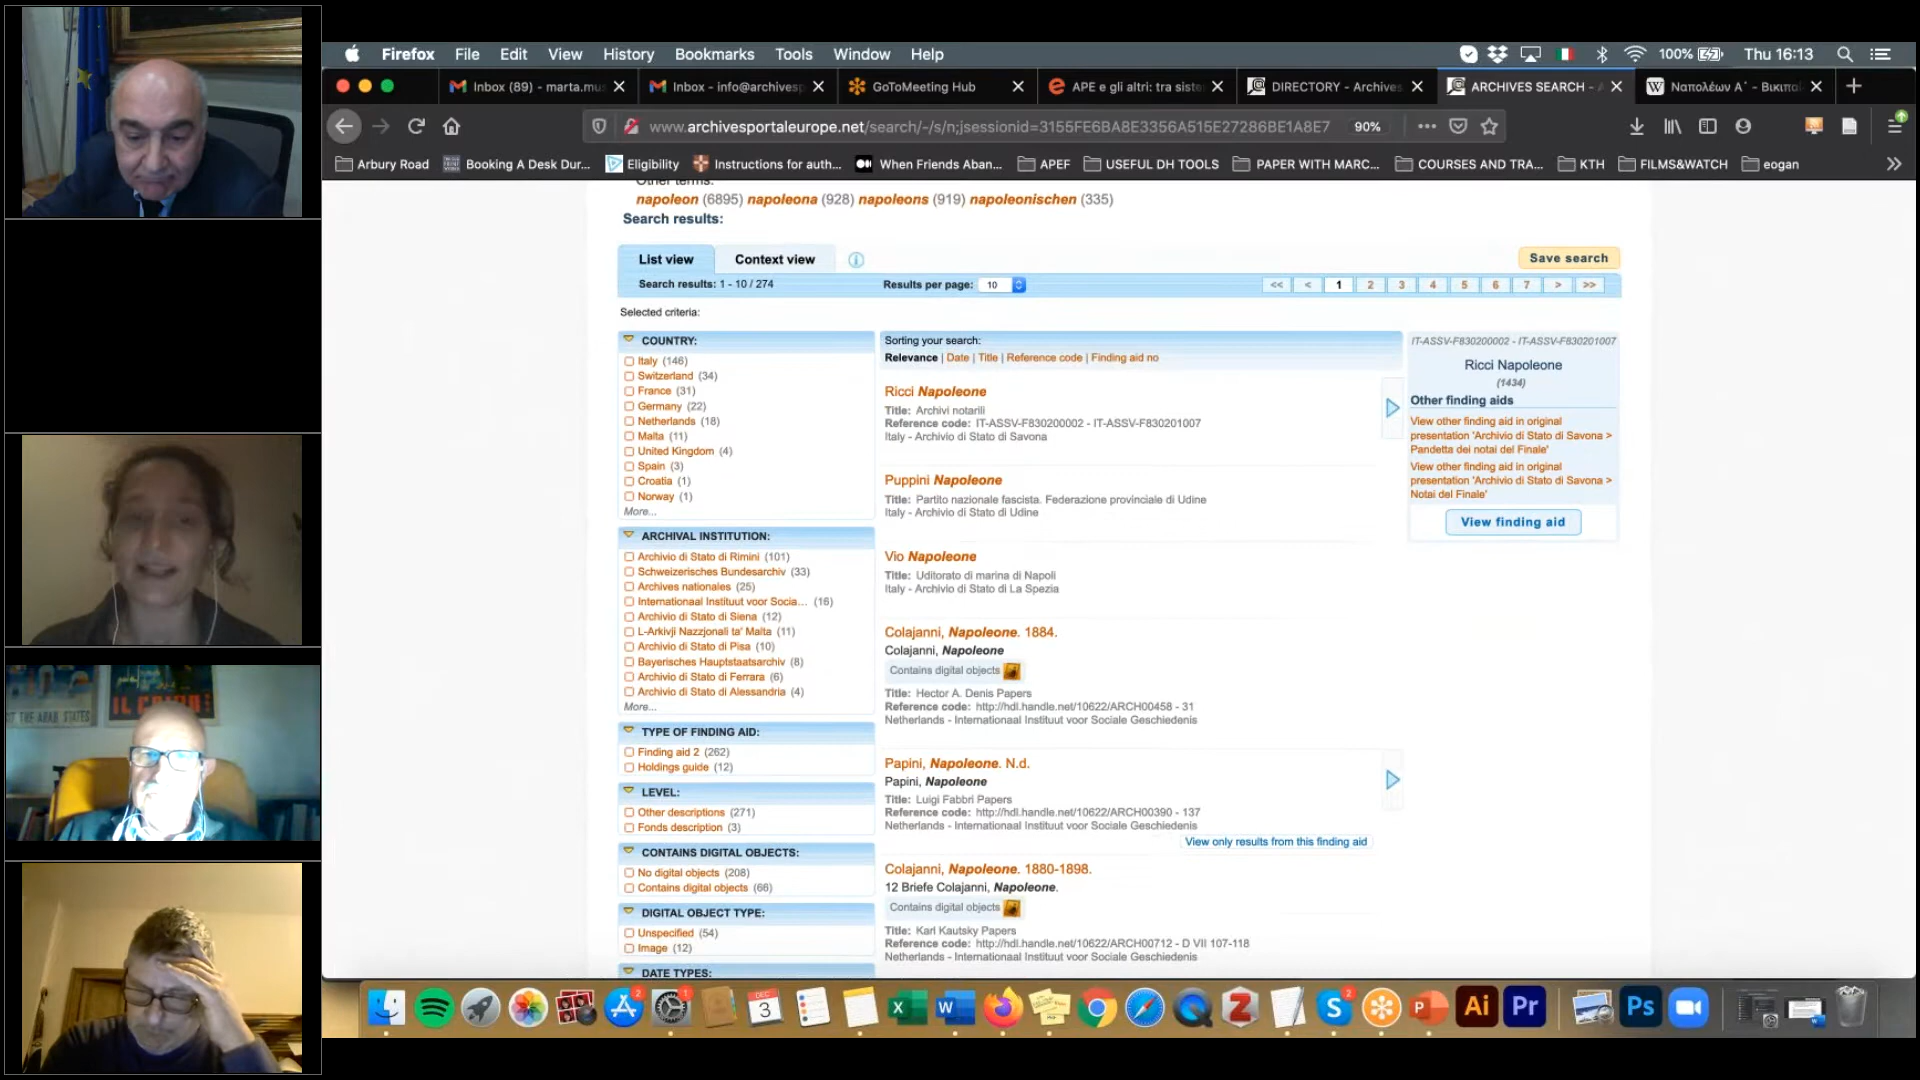 Firefox File Edit View History Bookmarks Tools Window Help 100% Thu 16:13
Inbox (89) - marta.mu Inbox - info@archivesp GoToMeeting Hub APE e gli altri: tra siste DIRECTORY - Archives ARCHIVES SEARCH - A Ναπολέων Α΄ - Βικιπα
www.archivesportaleurope.net/search/-/s/n;jsessionid=3155FE6BA8E3356A515E27286BE1A8E7 90%
Arbury Road Booking A Desk Dur... Eligibility Instructions for auth... When Friends Aban... APEF USEFUL DH TOOLS PAPER WITH MARC... COURSES AND TRA... KTH FILMS&WATCH eogan
Other terms:
napoleon (6895) napoleona (928) napoleons (919) napoleonischen (335)
Search results:
List view Context view Save search
Search results: 1 - 10 / 274 Results per page: 10 << < 1 2 3 4 5 6 7 > >>
Selected criteria:
COUNTRY:
Italy (146)
Switzerland (34)
France (31)
Germany (22)
Netherlands (18)
Malta (11)
United Kingdom (4)
Spain (3)
Croatia (1)
Norway (1)
More...
ARCHIVAL INSTITUTION:
Archivio di Stato di Rimini (101)
Schweizerisches Bundesarchiv (33)
Archives nationales (25)
Internationaal Instituut voor Socia... (16)
Archivio di Stato di Siena (12)
L-Arkivji Nazzjonali ta' Malta (11)
Archivio di Stato di Pisa (10)
Bayerisches Hauptstaatsarchiv (8)
Archivio di Stato di Ferrara (6)
Archivio di Stato di Alessandria (4)
More...
TYPE OF FINDING AID:
Finding aid 2 (262)
Holdings guide (12)
LEVEL:
Other descriptions (271)
Fonds description (3)
CONTAINS DIGITAL OBJECTS:
No digital objects (208)
Contains digital objects (66)
DIGITAL OBJECT TYPE:
Unspecified (54)
Image (12)
DATE TYPES:
Sorting your search:
Relevance | Date | Title | Reference code | Finding aid no
Ricci Napoleone
Title: Archivi notarili
Reference code: IT-ASSV-F830200002 - IT-ASSV-F830201007
Italy - Archivio di Stato di Savona
Puppini Napoleone
Title: Partito nazionale fascista. Federazione provinciale di Udine
Italy - Archivio di Stato di Udine
Vio Napoleone
Title: Uditorato di marina di Napoli
Italy - Archivio di Stato di La Spezia
Colajanni, Napoleone. 1884.
Colajanni, Napoleone
Contains digital objects
Title: Hector A. Denis Papers
Reference code: http://hdl.handle.net/10622/ARCH00458 - 31
Netherlands - Internationaal Instituut voor Sociale Geschiedenis
Papini, Napoleone. N.d.
Papini, Napoleone
Title: Luigi Fabbri Papers
Reference code: http://hdl.handle.net/10622/ARCH00390 - 137
Netherlands - Internationaal Instituut voor Sociale Geschiedenis
View only results from this finding aid
Colajanni, Napoleone. 1880-1898.
12 Briefe Colajanni, Napoleone.
Contains digital objects
Title: Karl Kautsky Papers
Reference code: http://hdl.handle.net/10622/ARCH00712 - D VII 107-118
Netherlands - Internationaal Instituut voor Sociale Geschiedenis
IT-ASSV-F830200002 - IT-ASSV-F830201007
Ricci Napoleone
(1434)
Other finding aids
View other finding aid in original
presentation 'Archivio di Stato di Savona >
Pandetta dei notai del Finale'
View other finding aid in original
presentation 'Archivio di Stato di Savona >
Notai del Finale'
View finding aid
THE ARAB STATES
DEC
3
Ai Pr Ps